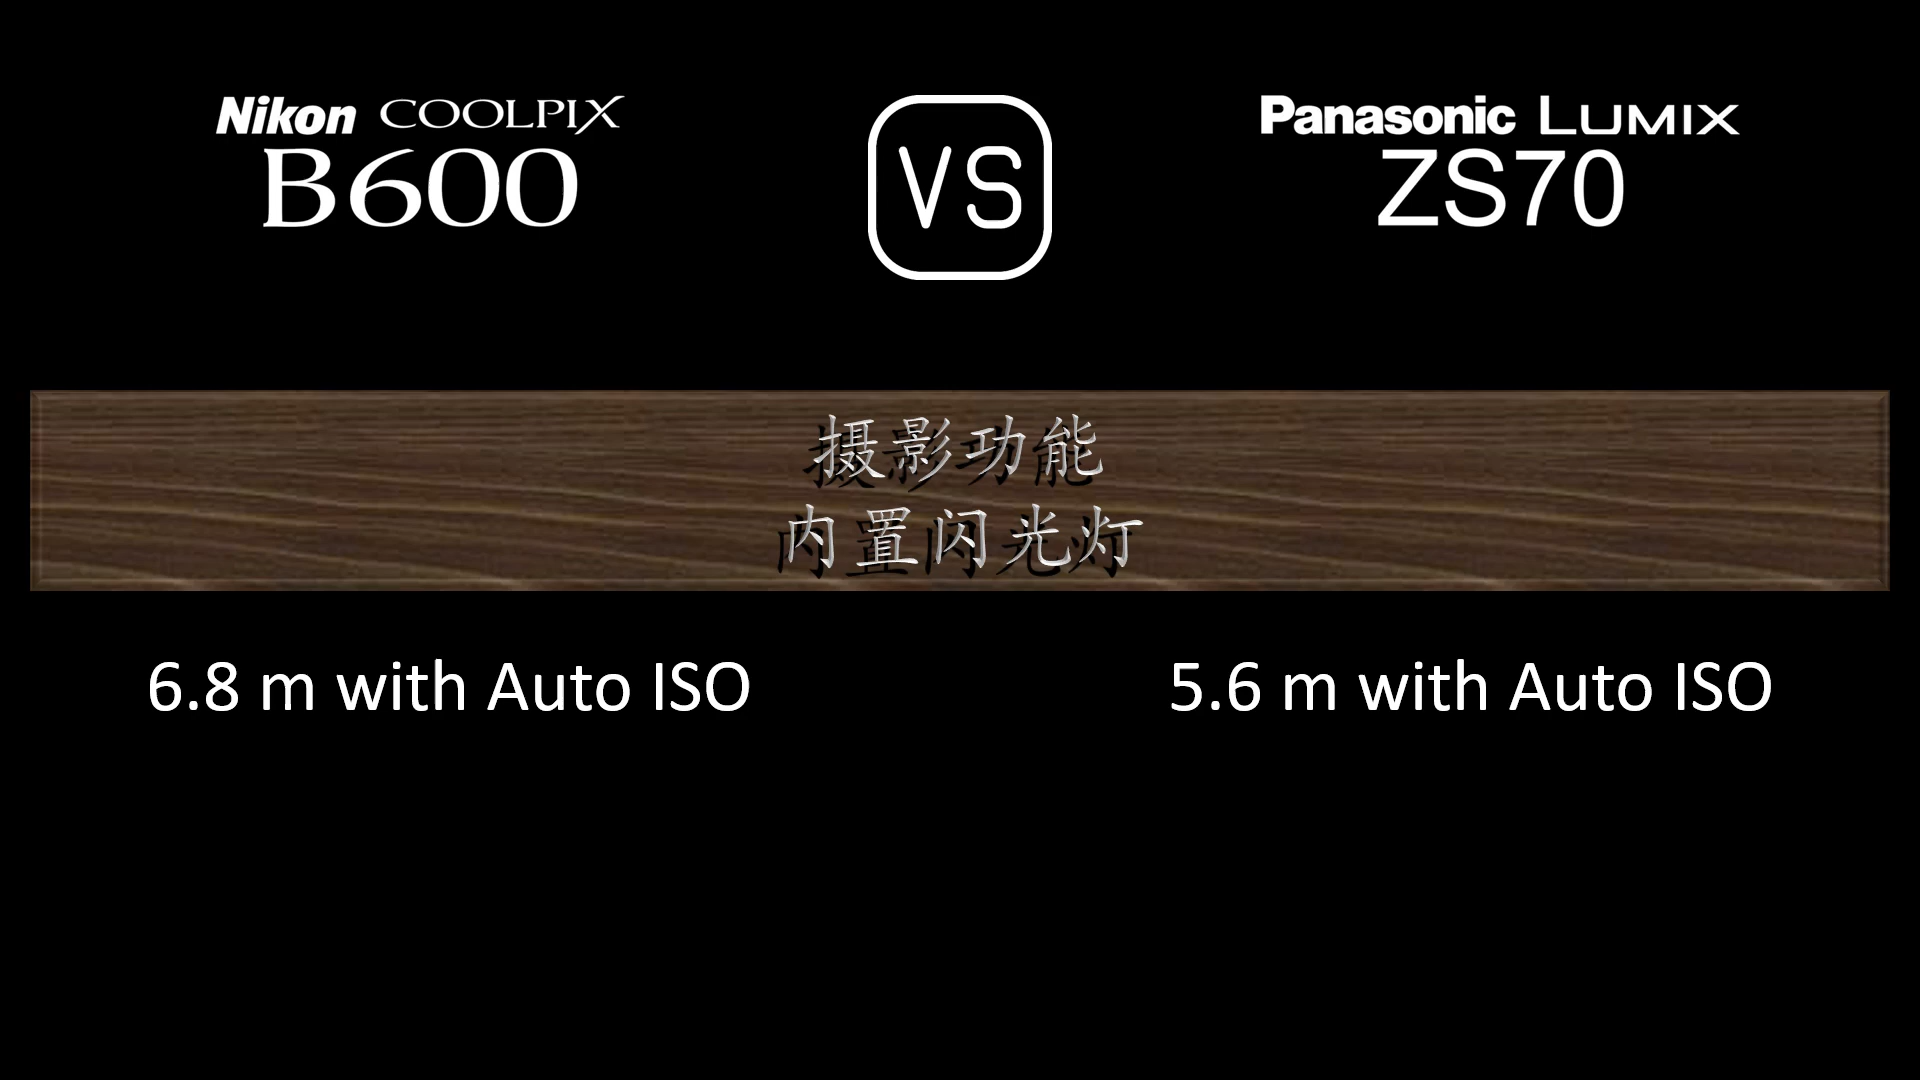 Nikon COOLPIX
B600
VS
Panasonic LUMIX
ZS70
摄影功能
内置闪光灯
6.8 m with Auto ISO
5.6 m with Auto ISO